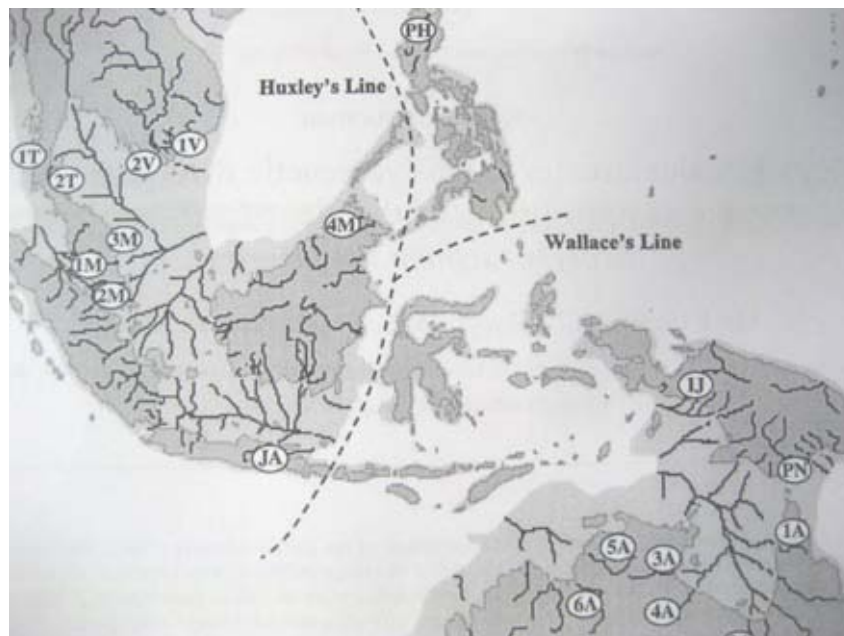 PH
Huxley's Line
1V
1T
2V
2T
4M
3M
Wallace's Line
1M
2M
IJ
JA
PN
1A
5A
3A
6A
4A